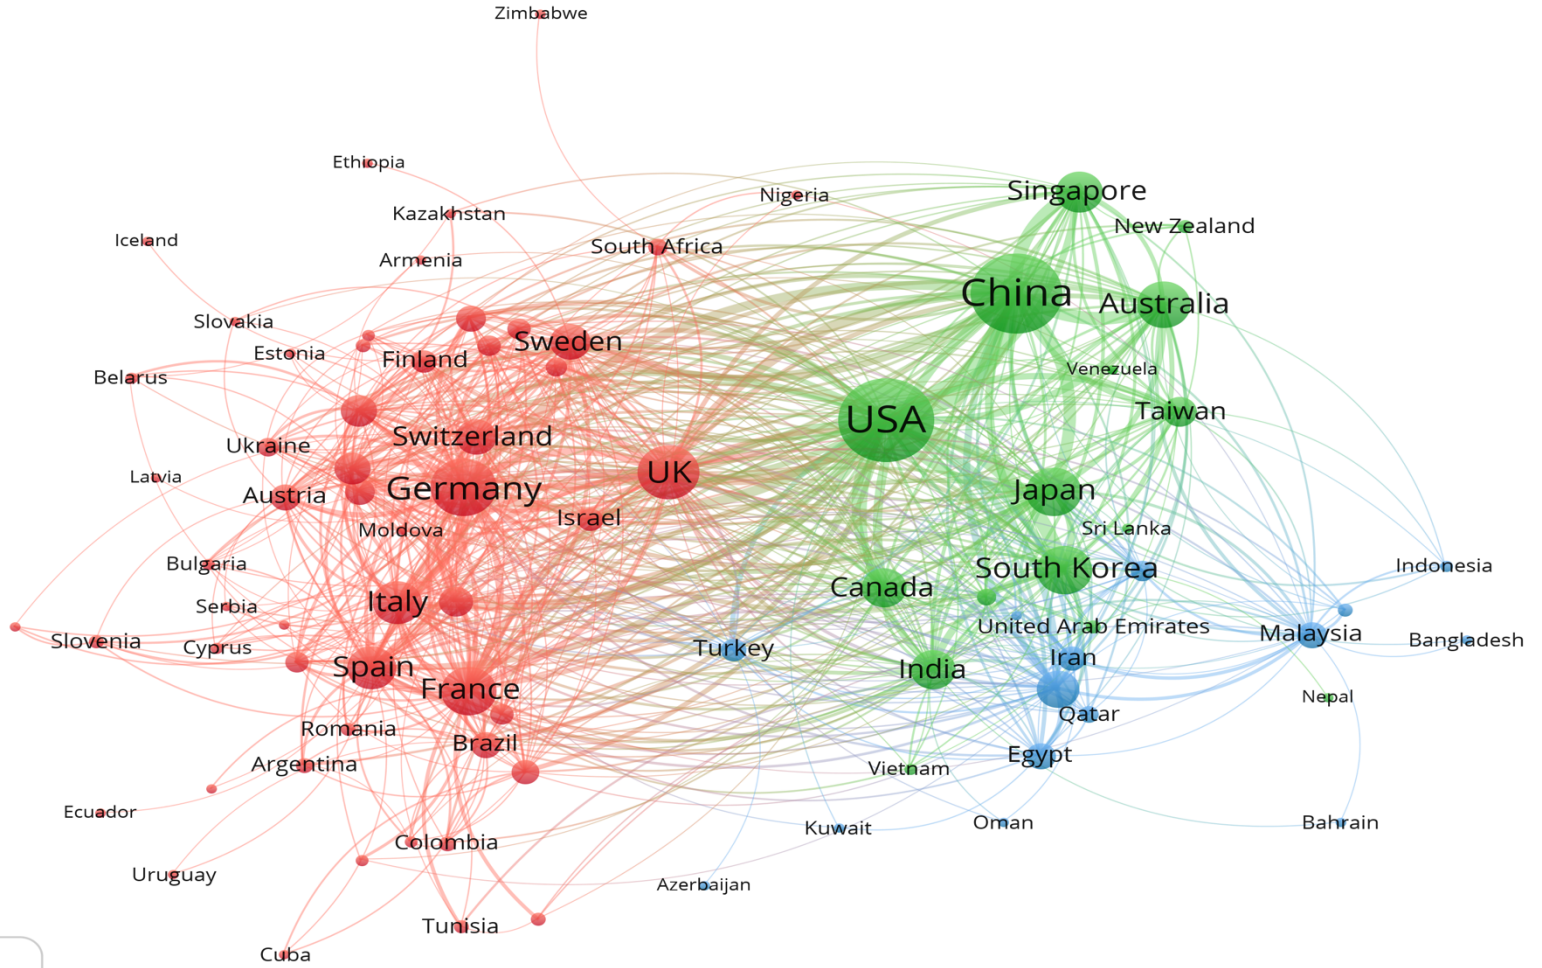 Zimbabwe
Ethiopia
Singapore
Nigeria
Kazakhstan
New Zealand
Iceland
South Africa
Armenia
China
Australia
Slovakia
Sweden
Estonia
Finland
Venezuela
Belarus
Taiwan
USA
Switzerland
Ukraine
UK
Latvia
Germany
Japan
Austria
Israel
Moldova
Sri Lanka
Bulgaria
Indonesia
South Korea
Canada
Italy
Serbia
United Arab Emirates
Malaysia
Slovenia
Bangladesh
Cyprus
Turkey
Iran
Spain
India
France
Nepal
Qatar
Romania
Brazil
Egypt
Argentina
Vietnam
Ecuador
Oman
Bahrain
Kuwait
Colombia
Uruguay
Azerbaijan
Tunisia
Cuba